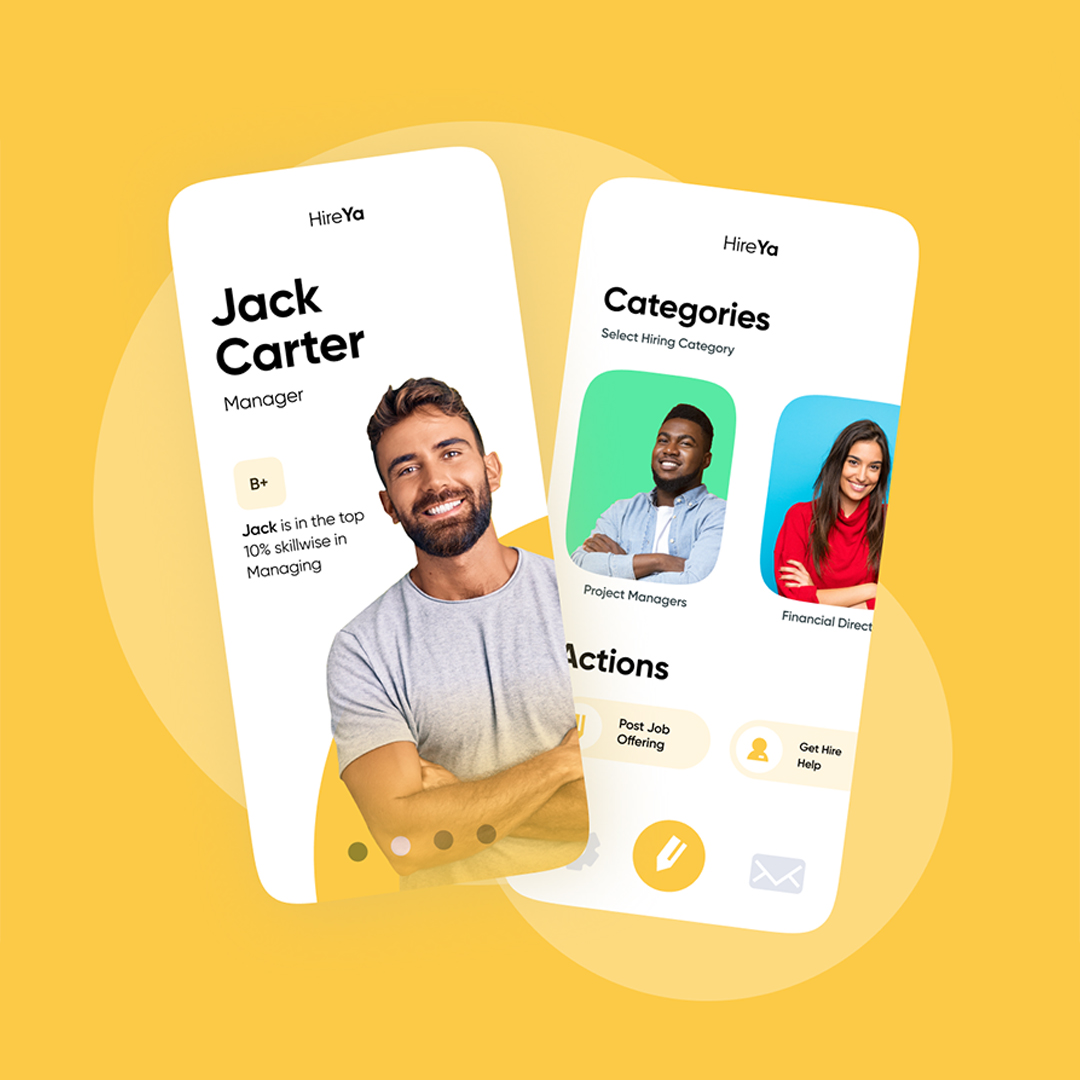 HireYa
Jack
Carter
Manager
B+
Jack is in the top
10% skillwise in
Managing
HireYa
Categories
Select Hiring Category
Project Managers
Financial Direct
Actions
Post Job
Offering
Get Hire
Help